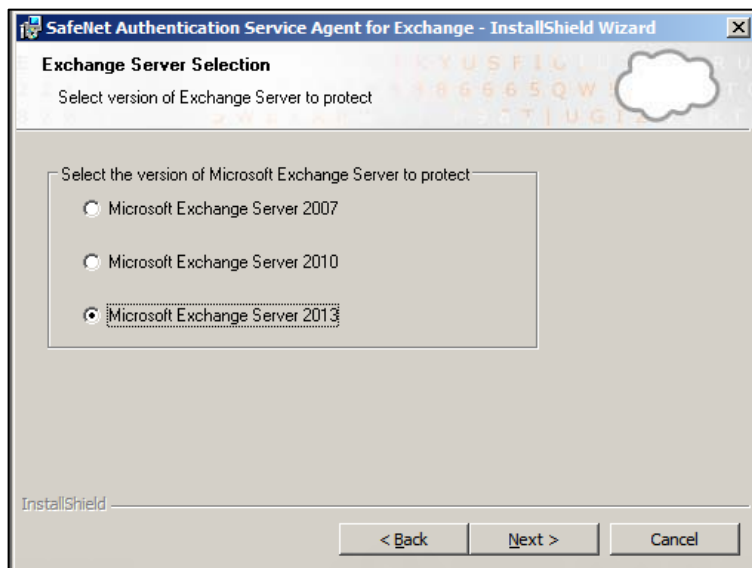 SafeNet Authentication Service Agent for Exchange - InstallShield Wizard
Exchange Server Selection
Select version of Exchange Server to protect
Select the version of Microsoft Exchange Server to protect
Microsoft Exchange Server 2007
Microsoft Exchange Server 2010
Microsoft Exchange Server 2013
InstallShield
< Back
Next >
Cancel